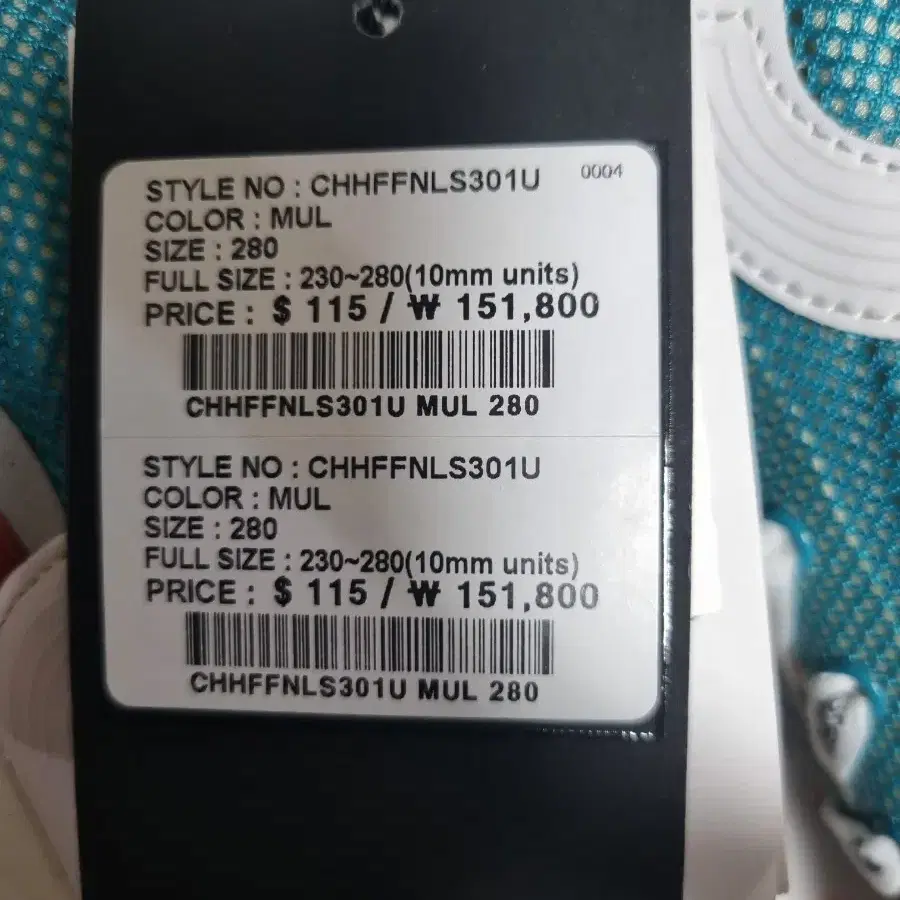 STYLE NO : CHHFFNLS301U 0004
COLOR : MUL
SIZE : 280
FULL SIZE : 230~280(10mm units)
PRICE : $ 115 / ₩ 151,800
CHHFFNLS301U MUL 280
STYLE NO : CHHFFNLS301U
COLOR : MUL
SIZE : 280
FULL SIZE : 230~280(10mm units)
PRICE : $ 115 / ₩ 151,800
CHHFFNLS301U MUL 280